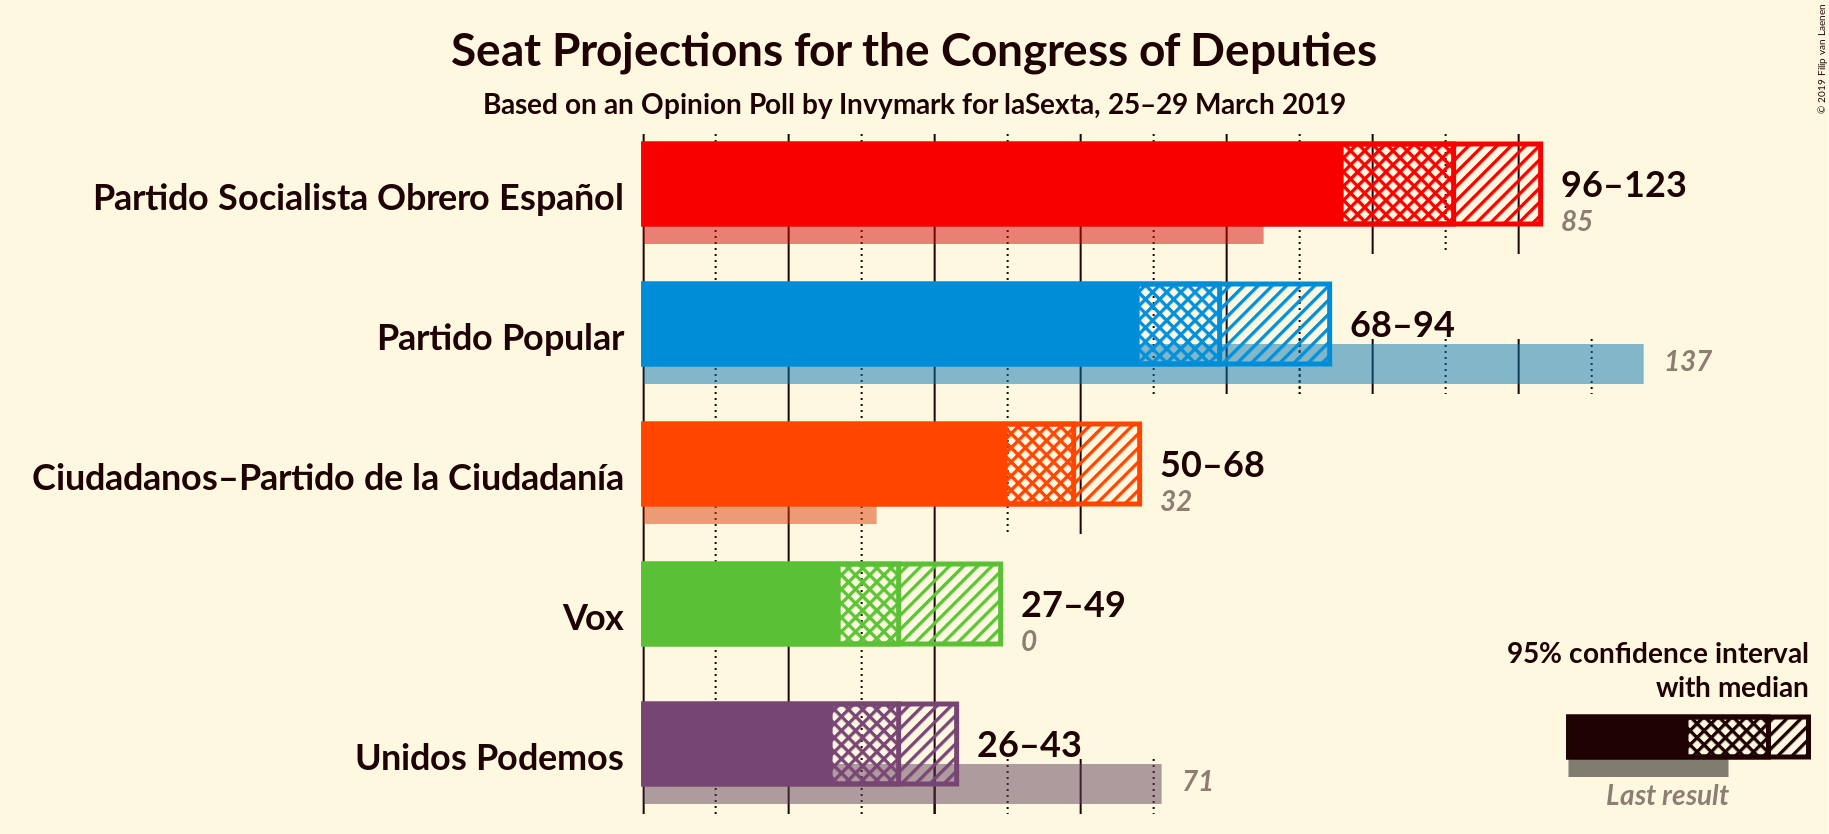 Seat Projections for the Congress of Deputies
Based on an Opinion Poll by Invymark for laSexta, 25–29 March 2019
© 2019 Filip van Laenen
Partido Socialista Obrero Español
96–123
85
Partido Popular
68–94
137
Ciudadanos–Partido de la Ciudadanía
50–68
32
Vox
27–49
0
Unidos Podemos
26–43
71
95% confidence interval
with median
Last result